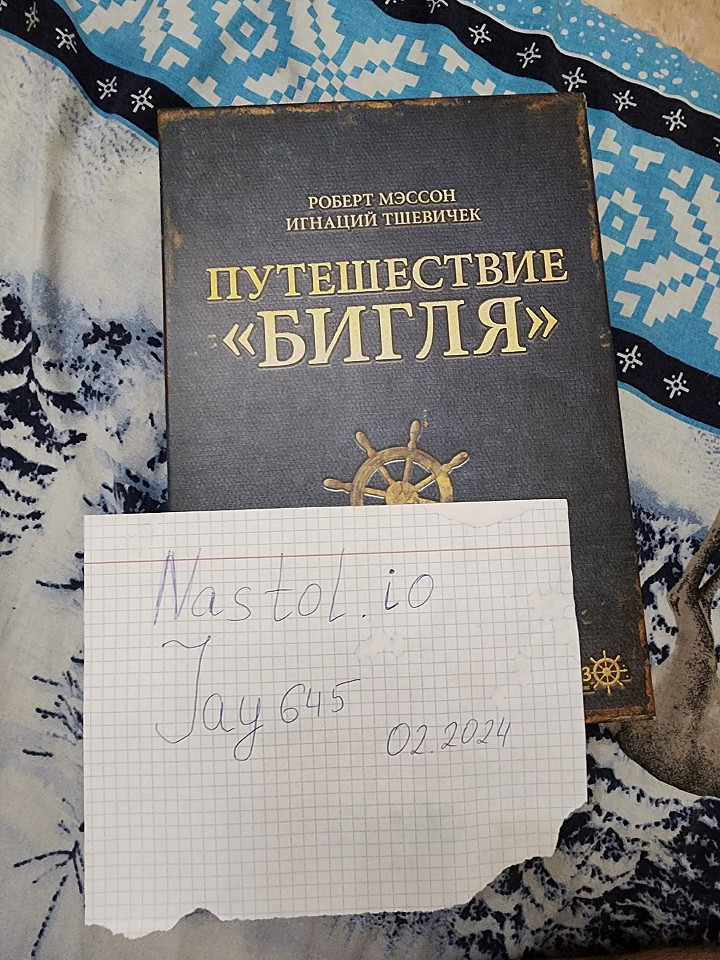 РОБЕРТ МЭССОН
ИГНАЦИЙ ТШЕВИЧЕК
ПУТЕШЕСТВИЕ
«БИГЛЯ»
Nastol.io
Jay645
02.2024